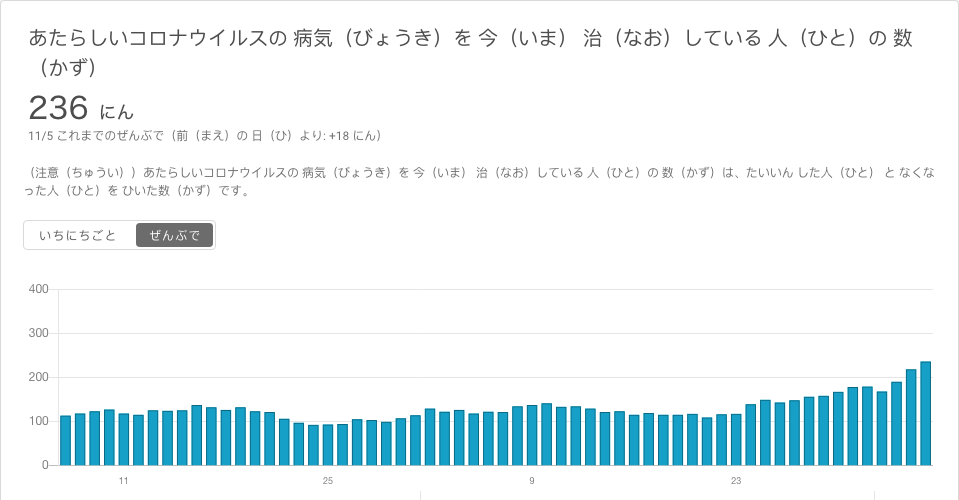 あたらしいコロナウイルスの 病気（びょうき）を 今（いま） 治（なお）している 人（ひと）の 数
（かず）
236 にん
11/5 これまでのぜんぶで（前（まえ）の 日（ひ）より: +18 にん）
（注意（ちゅうい））あたらしいコロナウイルスの 病気（びょうき）を 今（いま） 治（なお）している 人（ひと）の 数（かず）は、たいいん した人（ひと） と なくな
った人（ひと）を ひいた数（かず）です。
いちにちごと ぜんぶで
400
300
200
100
0
11 25 9 23